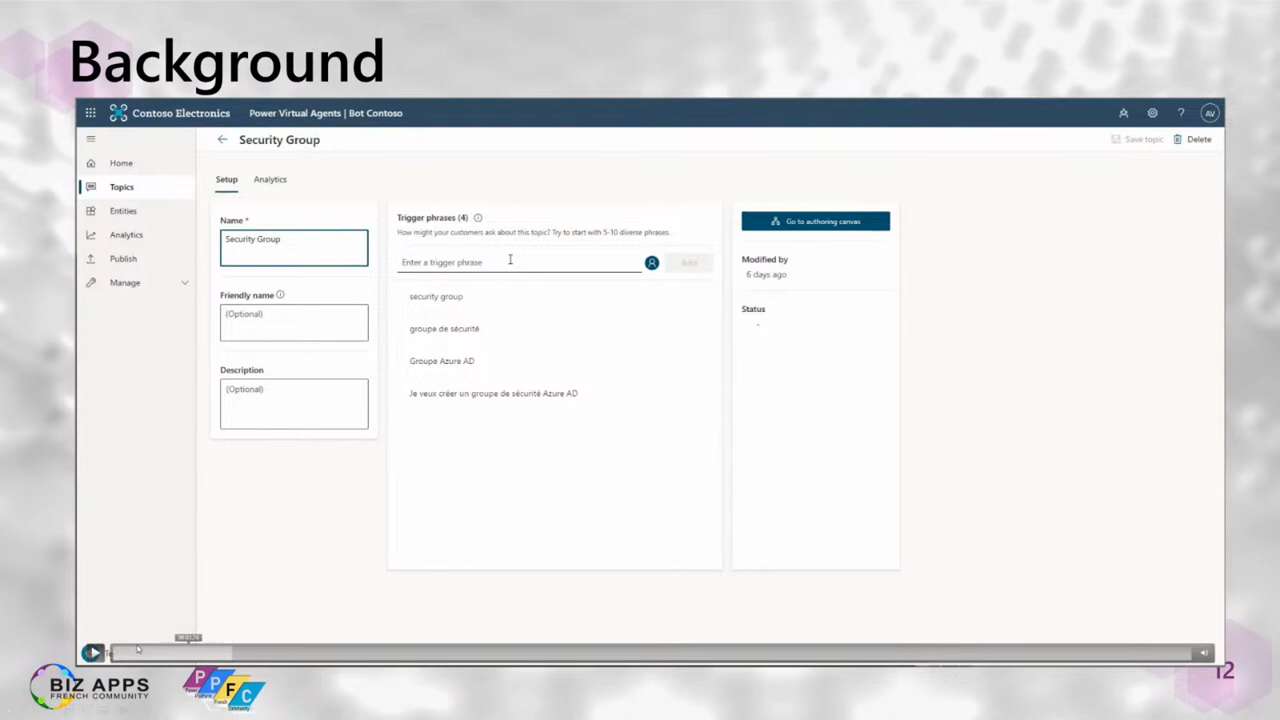 Background
Contoso Electronics
Power Virtual Agents | Bot Contoso
AV
Security Group
Save topic
Delete
Home
Topics
Entities
Analytics
Publish
Manage
Setup
Analytics
Name *
Security Group
Friendly name
(Optional)
Description
(Optional)
Trigger phrases (4)
How might your customers ask about this topic? Try to start with 5-10 diverse phrases.
Enter a trigger phrase
Add
security group
groupe de sécurité
Groupe Azure AD
Je veux créer un groupe de sécurité Azure AD
Go to authoring canvas
Modified by
6 days ago
Status
-
BIZ APPS
FRENCH COMMUNITY
P
P
F
C
12